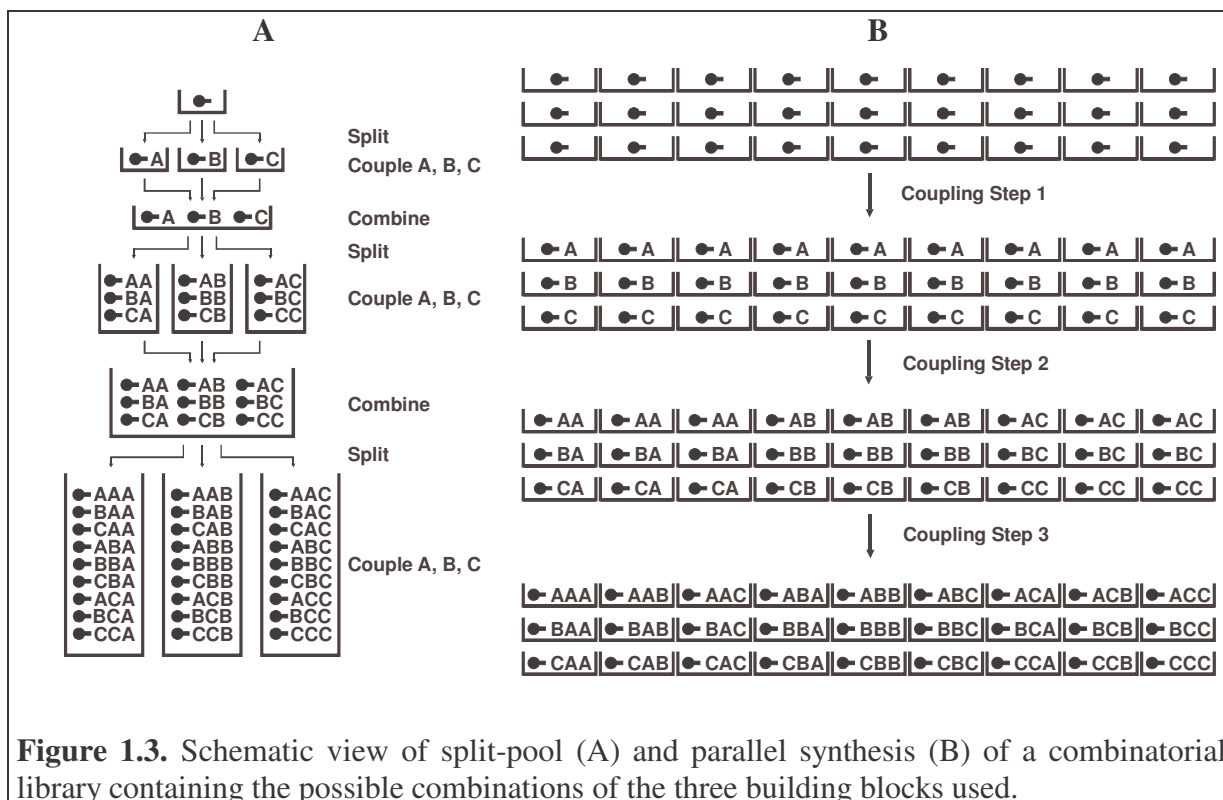 A
Split
A B C
Couple A, B, C
A B C
Combine
Split
AA AB AC
BA BB BC
CA CB CC
Couple A, B, C
AA AB AC
BA BB BC
CA CB CC
Combine
Split
AAA AAB AAC
BAA BAB BAC
CAA CAB CAC
ABA ABB ABC
BBA BBB BBC
CBA CBB CBC
ACA ACB ACC
BCA BCB BCC
CCA CCB CCC
Couple A, B, C
B
Coupling Step 1
A A A A A A A A A
B B B B B B B B B
C C C C C C C C C
Coupling Step 2
AA AA AA AB AB AB AC AC AC
BA BA BA BB BB BB BC BC BC
CA CA CA CB CB CB CC CC CC
Coupling Step 3
AAA AAB AAC ABA ABB ABC ACA ACB ACC
BAA BAB BAC BBA BBB BBC BCA BCB BCC
CAA CAB CAC CBA CBB CBC CCA CCB CCC
Figure 1.3. Schematic view of split-pool (A) and parallel synthesis (B) of a combinatorial
library containing the possible combinations of the three building blocks used.